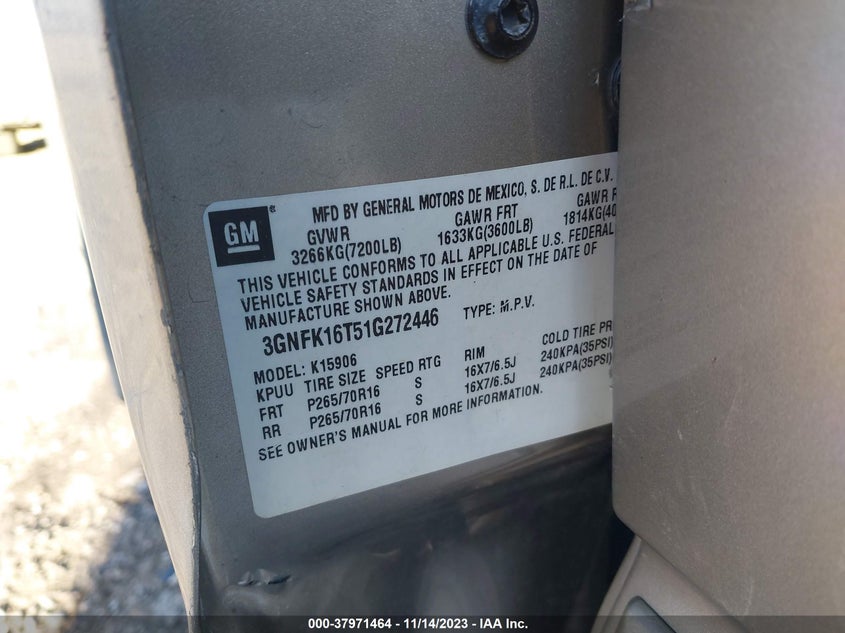 GM®
MFD BY GENERAL MOTORS DE MEXICO, S. DE R.L. DE C.V.
GVWR GAWR FRT GAWR
3266KG(7200LB) 1633KG(3600LB) 1814KG(40
THIS VEHICLE CONFORMS TO ALL APPLICABLE U.S. FEDERAL
VEHICLE SAFETY STANDARDS IN EFFECT ON THE DATE OF
MANUFACTURE SHOWN ABOVE.
3GNFK16T51G272446 TYPE: M.P.V.
MODEL: K15906
KPUU TIRE SIZE SPEED RTG RIM COLD TIRE PR
FRT P265/70R16 S 16X7/6.5J 240KPA(35PSI)
RR P265/70R16 S 16X7/6.5J 240KPA(35PSI)
SEE OWNER'S MANUAL FOR MORE INFORMATION.
000-37971464 - 11/14/2023 - IAA Inc.